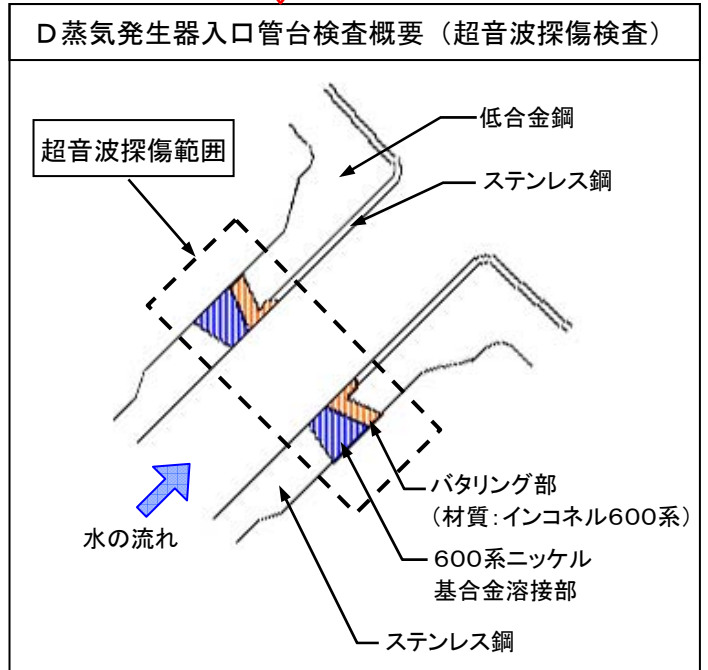 D蒸気発生器入口管台検査概要（超音波探傷検査）
超音波探傷範囲
低合金鋼
ステンレス鋼
水の流れ
バタリング部
（材質：インコネル６００系）
６００系ニッケル
基合金溶接部
ステンレス鋼